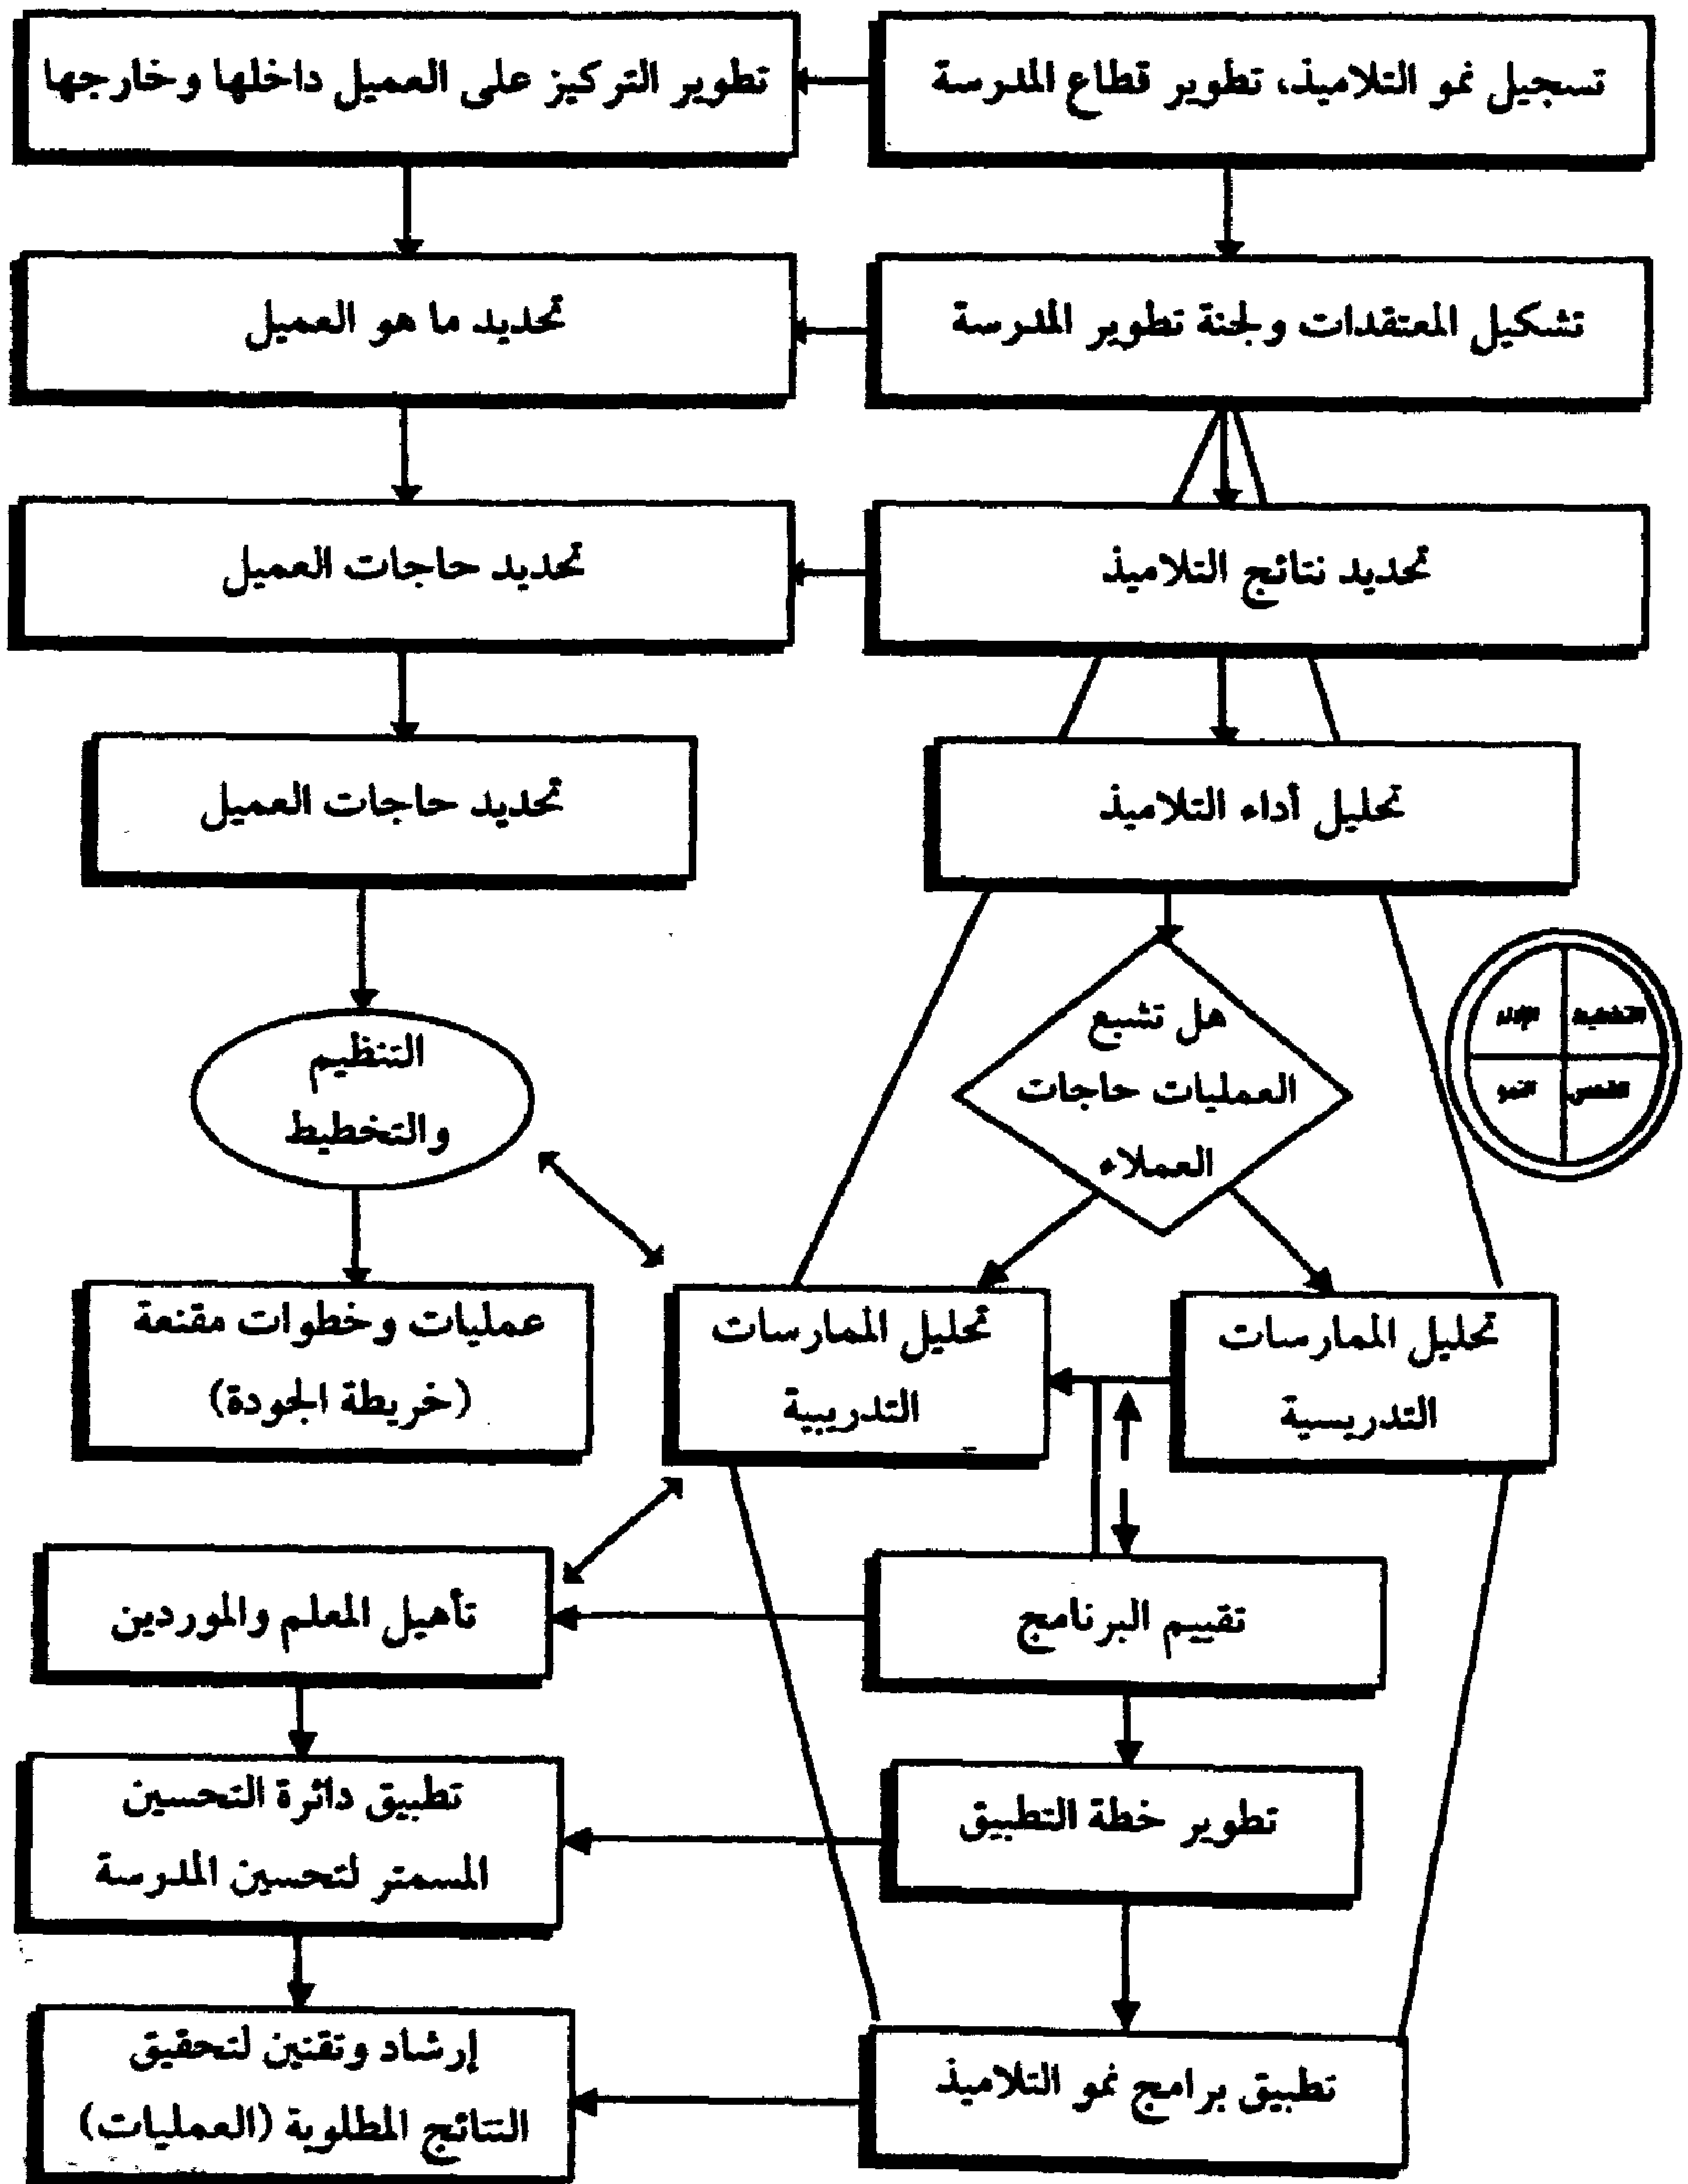 تسجيل نمو التلاميذ، تطوير قطاع المدرسة
تطوير التركيز على العميل داخلها وخارجها
تشكيل المعتقدات ولجنة تطوير المدرسة
تحديد ما هو العميل
تحديد نتائج التلاميذ
تحديد حاجات العميل
تحليل أداء التلاميذ
تحديد حاجات العميل
هل تشبع
العمليات حاجات
العملاء
التخطيط
النمو
التنظيم
والتخطيط
تحليل الممارسات
التدريسية
تحليل الممارسات
التدريبية
عمليات وخطوات مقنعة
(خريطة الجودة)
تقييم البرنامج
تأهيل المعلم والموردين
تطوير خطة التطبيق
تطبيق دائرة التحسين
المسمتر لتحسين المدرسة
تطبيق برامج نمو التلاميذ
إرشاد وتقنين لتحقيق
النتائج المطلوبة (العمليات)